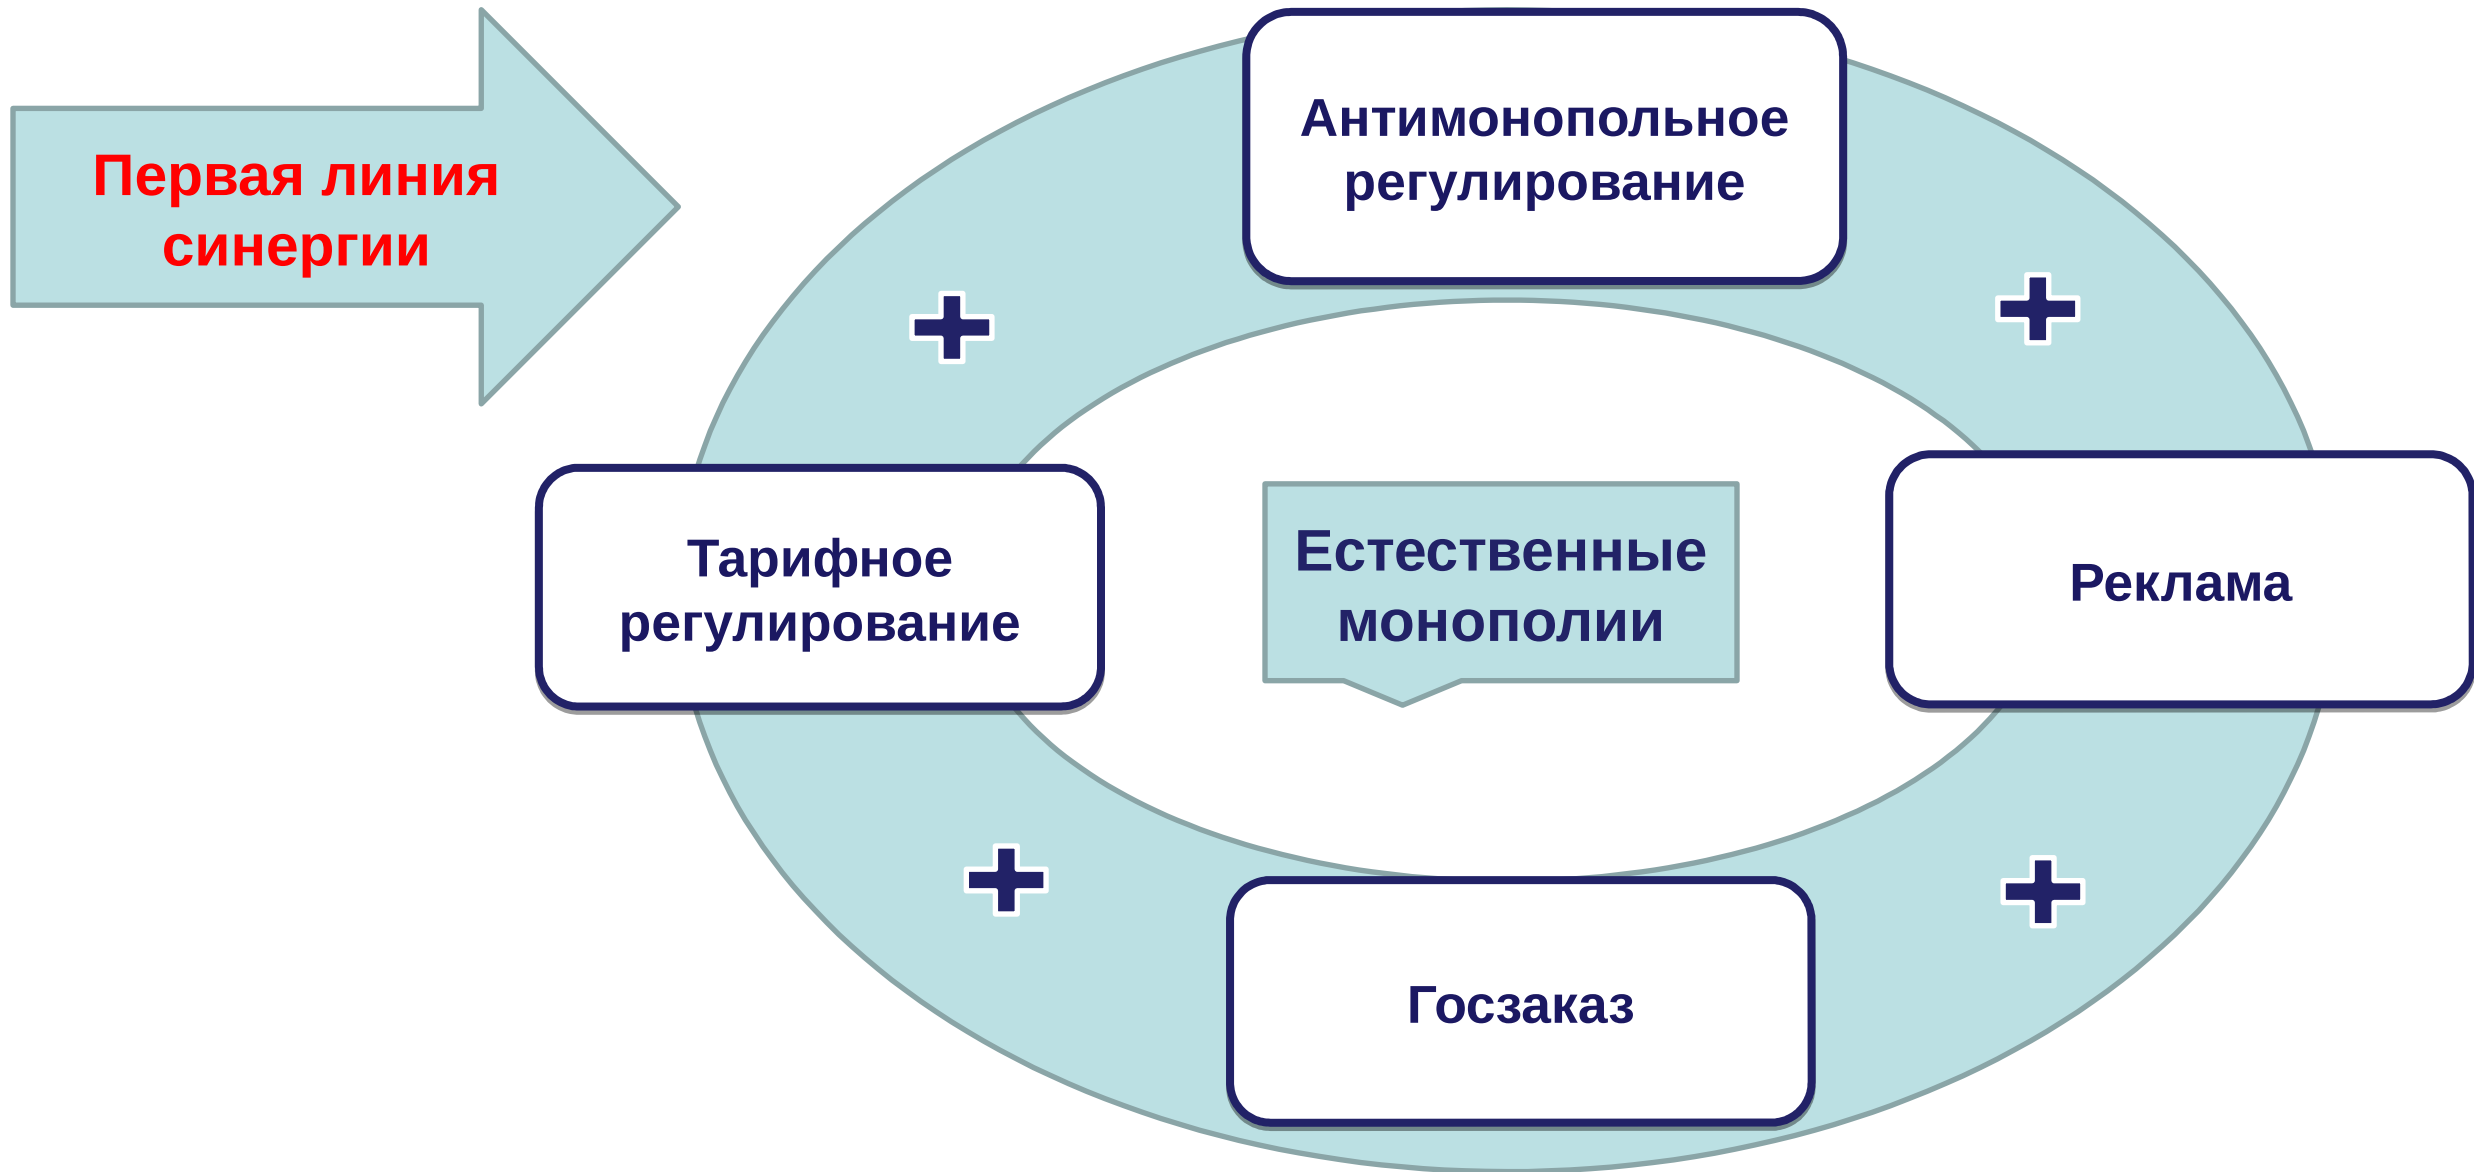 Первая линия
синергии
Антимонопольное
регулирование
Тарифное
регулирование
Естественные
монополии
Реклама
Госзаказ